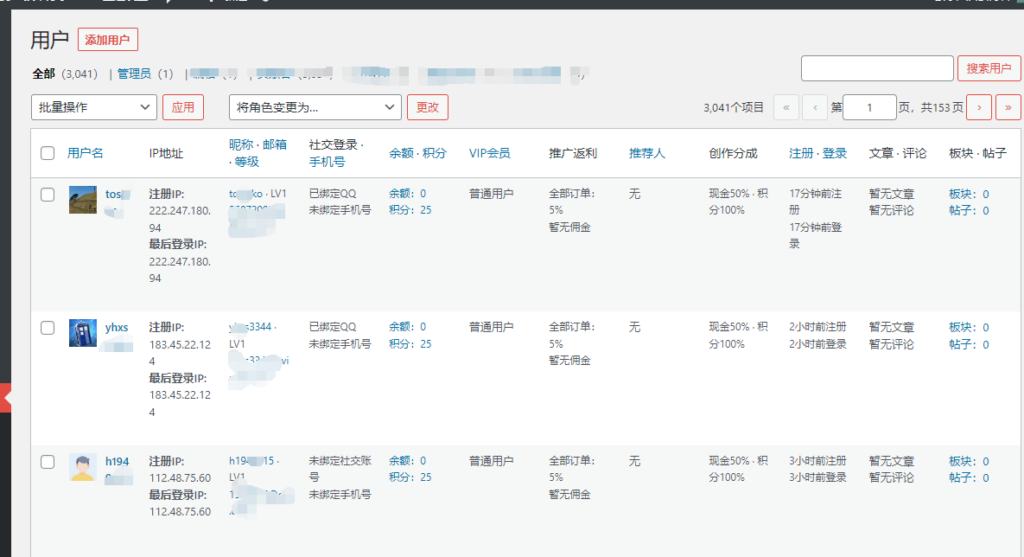 用户 添加用户
全部 （3,041） | 管理员 （1） |
搜索用户
批量操作 应用 将角色变更为... 更改 3,041个项目 « ‹ 第 1 页，共153页 › »
用户名 IP地址 昵称 · 邮箱 · 等级 社交登录 · 手机号 余额 · 积分 VIP会员 推广返利 推荐人 创作分成 注册 · 登录 文章 · 评论 板块 · 帖子
注册IP:
222.247.180.
94
最后登录IP:
222.247.180.
94
LV1
已绑定QQ
未绑定手机号
余额：0
积分：25
普通用户
全部订单：
5%
暂无佣金
无
现金50% · 积
分100%
17分钟前注
册
17分钟前登
录
暂无文章
暂无评论
板块：0
帖子：0
yhxs
注册IP:
183.45.22.124
最后登录IP:
183.45.22.124
LV1
已绑定QQ
未绑定手机号
余额：0
积分：25
普通用户
全部订单：
5%
暂无佣金
无
现金50% · 积
分100%
2小时前注册
2小时前登录
暂无文章
暂无评论
板块：0
帖子：0
h194
注册IP:
112.48.75.60
最后登录IP:
112.48.75.60
LV1
未绑定社交账
号
未绑定手机号
余额：0
积分：25
普通用户
全部订单：
5%
暂无佣金
无
现金50% · 积
分100%
3小时前注册
3小时前登录
暂无文章
暂无评论
板块：0
帖子：0